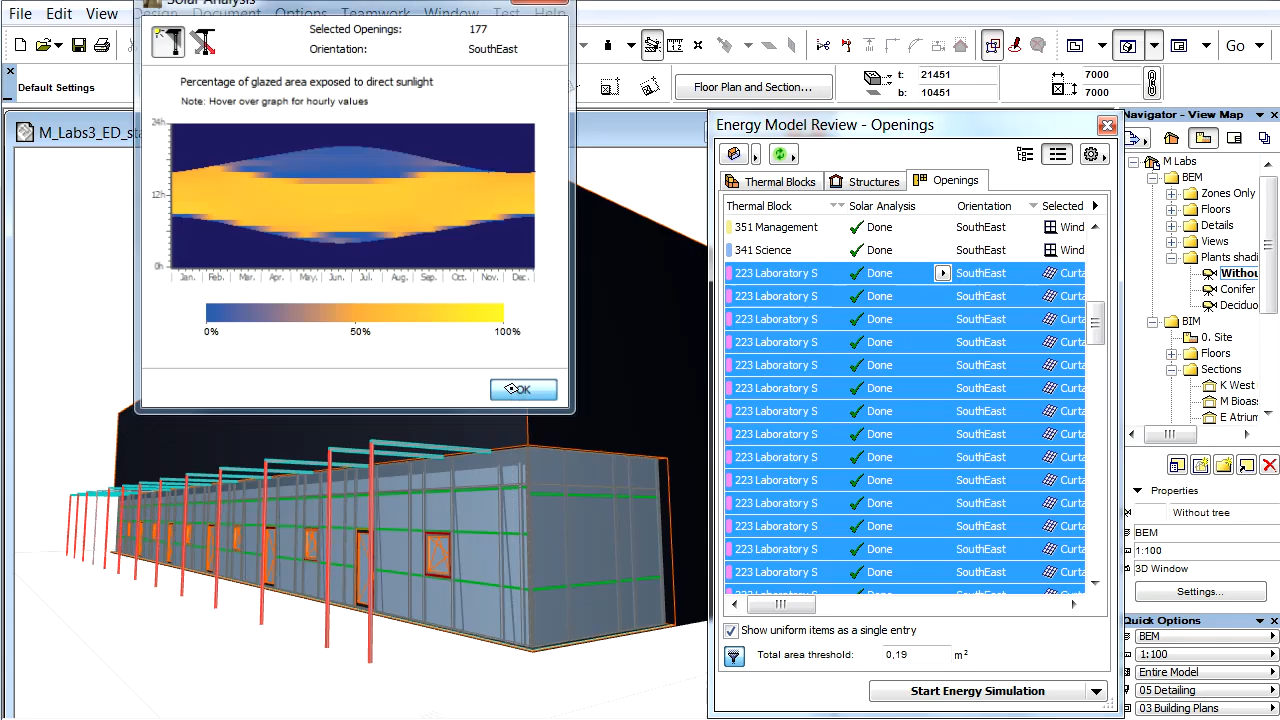 File Edit View Design Document Options Teamwork Window Test Help
Solar Analysis
Selected Openings: 177
Orientation: SouthEast
Percentage of glazed area exposed to direct sunlight
Note: Hover over graph for hourly values
24h
12h
0h
Jan. Feb. Mar. Apr. May. Jun. Jul. Aug. Sep. Oct. Nov. Dec.
0% 50% 100%
OK
Default Settings
Floor Plan and Section...
t: 21451
b: 10451
7000
7000
Go
M_Labs3_ED_sta
Energy Model Review - Openings
Thermal Blocks Structures Openings
Thermal Block Solar Analysis Orientation Selected
351 Management Done SouthEast Wind
341 Science Done SouthEast Wind
223 Laboratory S Done SouthEast Curta
223 Laboratory S Done SouthEast Curta
223 Laboratory S Done SouthEast Curta
223 Laboratory S Done SouthEast Curta
223 Laboratory S Done SouthEast Curta
223 Laboratory S Done SouthEast Curta
223 Laboratory S Done SouthEast Curta
223 Laboratory S Done SouthEast Curta
223 Laboratory S Done SouthEast Curta
223 Laboratory S Done SouthEast Curta
223 Laboratory S Done SouthEast Curta
223 Laboratory S Done SouthEast Curta
223 Laboratory S Done SouthEast Curta
223 Laboratory S Done SouthEast Curta
Show uniform items as a single entry
Total area threshold: 0,19 m²
Start Energy Simulation
Navigator - View Map
M Labs
BEM
Zones Only
Floors
Details
Views
Plants shadi
Withou
Conifer
Deciduo
BIM
0. Site
Floors
Sections
K West
M Bioass
E Atrium
Properties
Without tree
BEM
1:100
3D Window
Settings...
Quick Options
BEM
1:100
Entire Model
05 Detailing
03 Building Plans